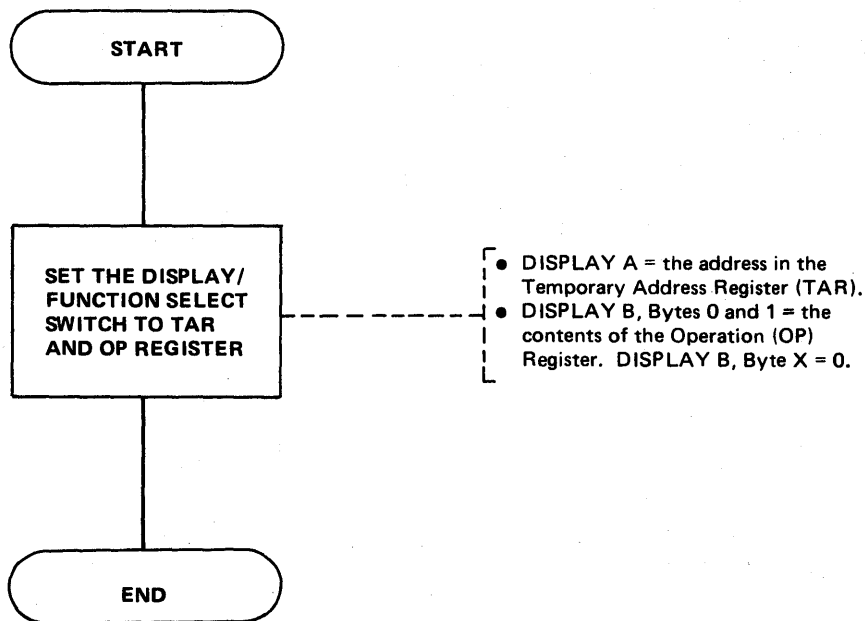 START
SET THE DISPLAY/
FUNCTION SELECT
SWITCH TO TAR
AND OP REGISTER
● DISPLAY A = the address in the
Temporary Address Register (TAR).
● DISPLAY B, Bytes 0 and 1 = the
contents of the Operation (OP)
Register. DISPLAY B, Byte X = 0.
END